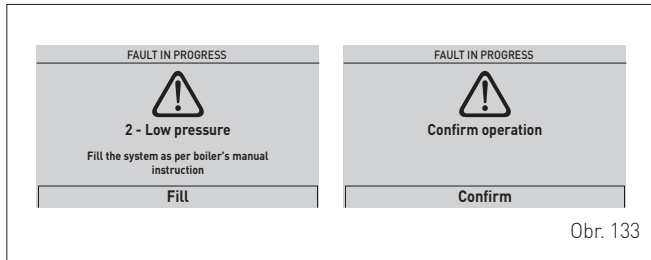 FAULT IN PROGRESS
2 - Low pressure
Fill the system as per boiler's manual
instruction
Fill
FAULT IN PROGRESS
Confirm operation
Confirm
Obr. 133